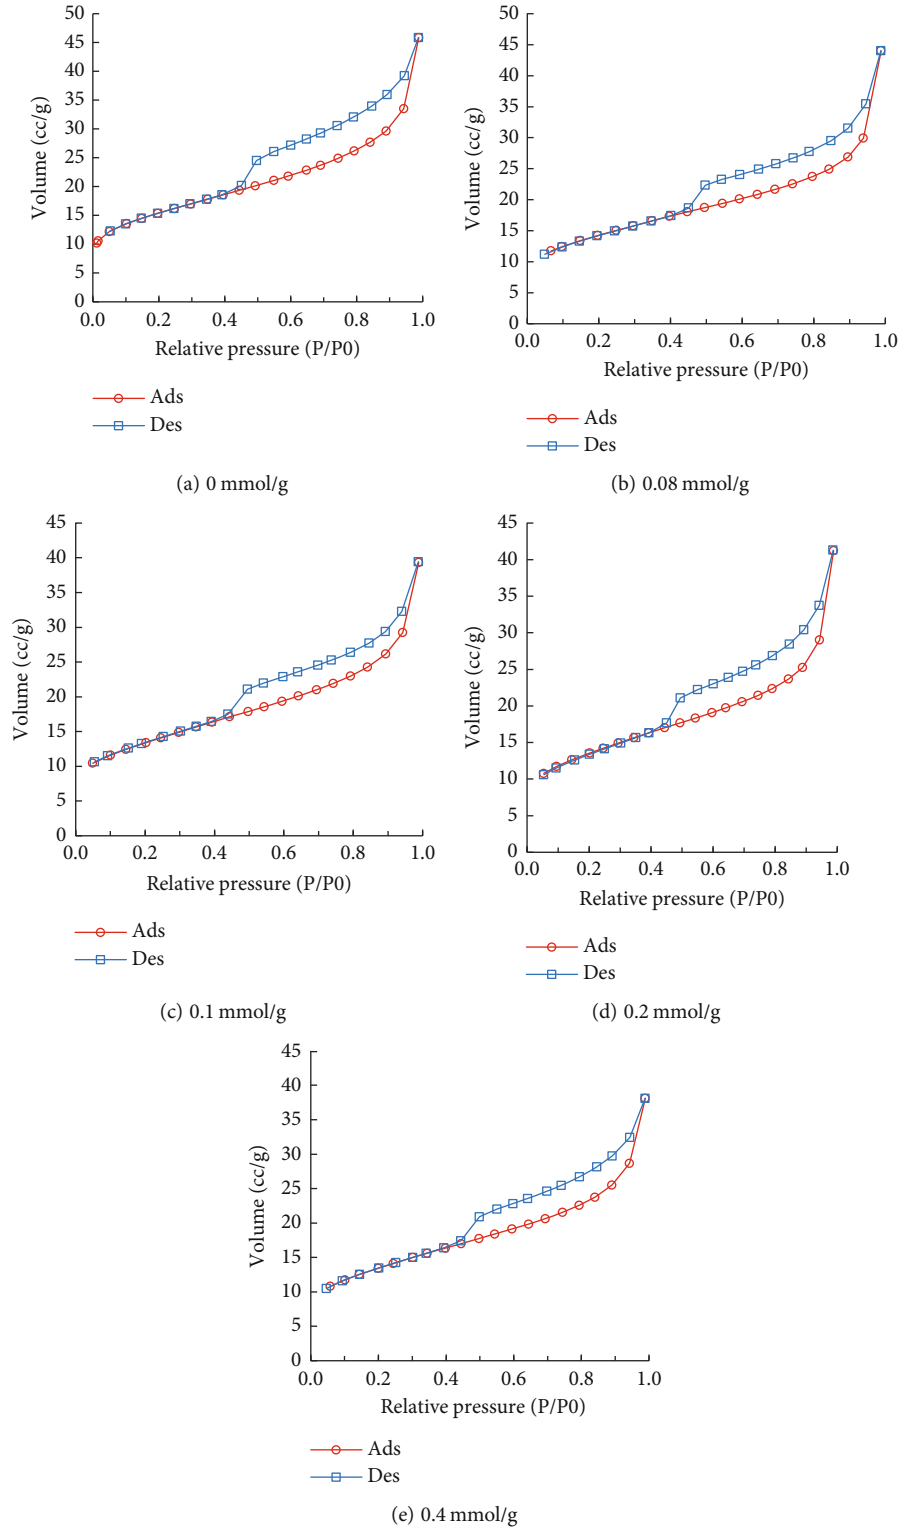 50
45
40
35
30
25
20
15
10
5
0
Volume (cc/g)
0.0 0.2 0.4 0.6 0.8 1.0
Relative pressure (P/P0)
Ads
Des
(a) 0 mmol/g
50
45
40
35
30
25
20
15
10
5
0
Volume (cc/g)
0.0 0.2 0.4 0.6 0.8 1.0
Relative pressure (P/P0)
Ads
Des
(b) 0.08 mmol/g
45
40
35
30
25
20
15
10
5
0
Volume (cc/g)
0.0 0.2 0.4 0.6 0.8 1.0
Relative pressure (P/P0)
Ads
Des
(c) 0.1 mmol/g
45
40
35
30
25
20
15
10
5
0
Volume (cc/g)
0.0 0.2 0.4 0.6 0.8 1.0
Relative pressure (P/P0)
Ads
Des
(d) 0.2 mmol/g
45
40
35
30
25
20
15
10
5
0
Volume (cc/g)
0.0 0.2 0.4 0.6 0.8 1.0
Relative pressure (P/P0)
Ads
Des
(e) 0.4 mmol/g